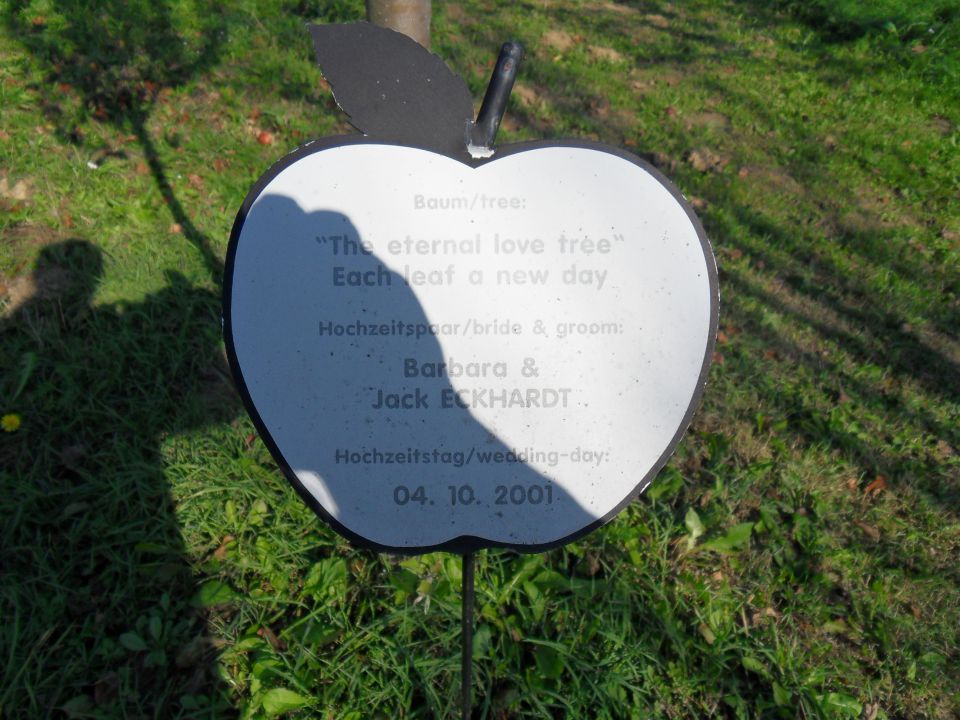 Baum/tree:
"The eternal love tree"
Each leaf a new day
Hochzeitspaar/bride & groom:
Barbara &
Jack ECKHARDT
Hochzeitstag/wedding-day:
04. 10. 2001